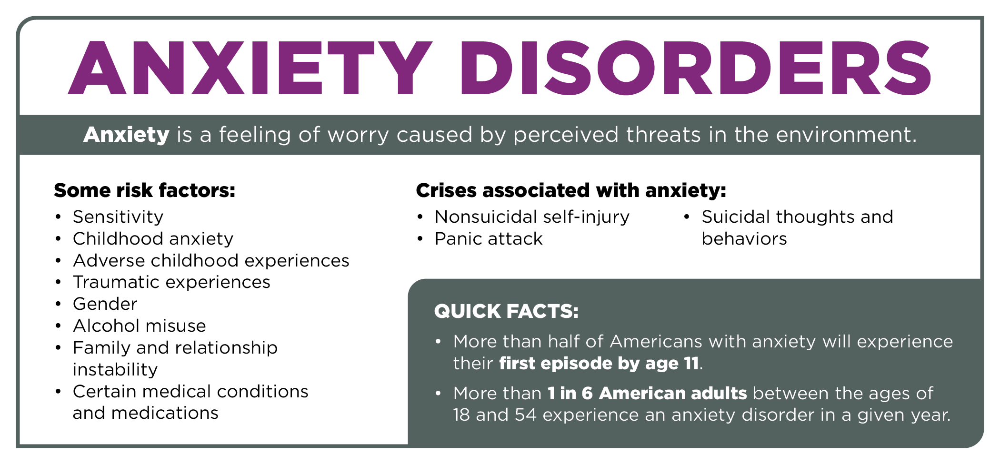 ANXIETY DISORDERS
Anxiety is a feeling of worry caused by perceived threats in the environment.
Some risk factors:
• Sensitivity
• Childhood anxiety
• Adverse childhood experiences
• Traumatic experiences
• Gender
• Alcohol misuse
• Family and relationship
instability
• Certain medical conditions
and medications
Crises associated with anxiety:
• Nonsuicidal self-injury
• Panic attack
• Suicidal thoughts and
behaviors
QUICK FACTS:
• More than half of Americans with anxiety will experience
their first episode by age 11.
• More than 1 in 6 American adults between the ages of
18 and 54 experience an anxiety disorder in a given year.